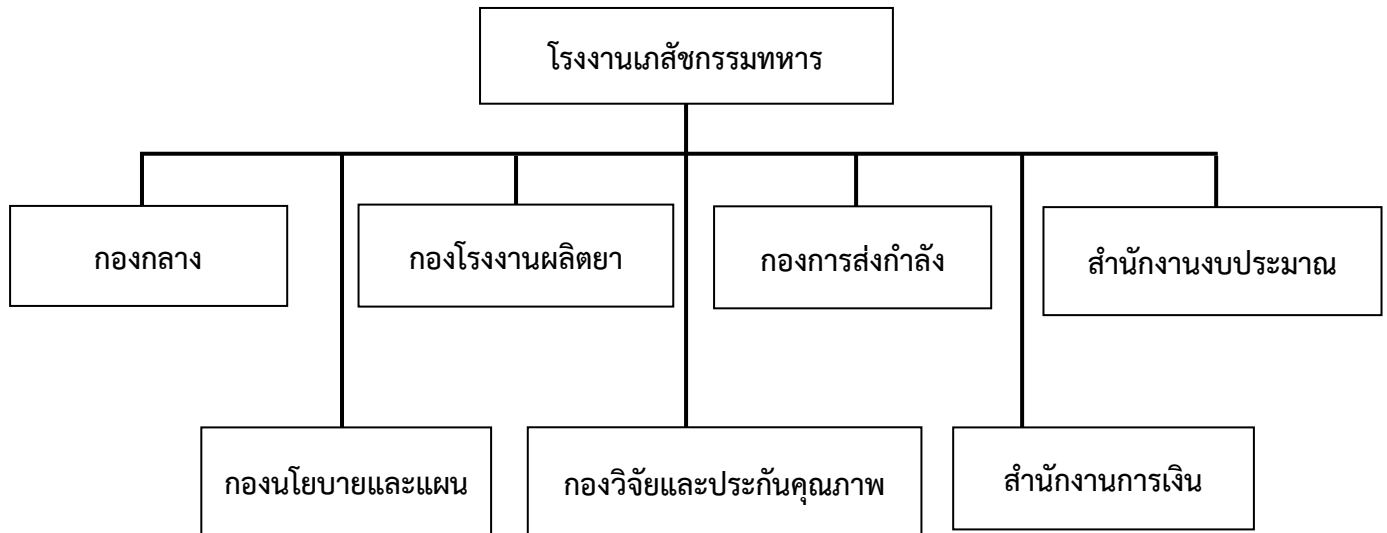 โรงงานเภสัชกรรมทหาร
กองกลาง
กองโรงงานผลิตยา
กองการส่งกำลัง
สำนักงานงบประมาณ
กองนโยบายและแผน
กองวิจัยและประกันคุณภาพ
สำนักงานการเงิน